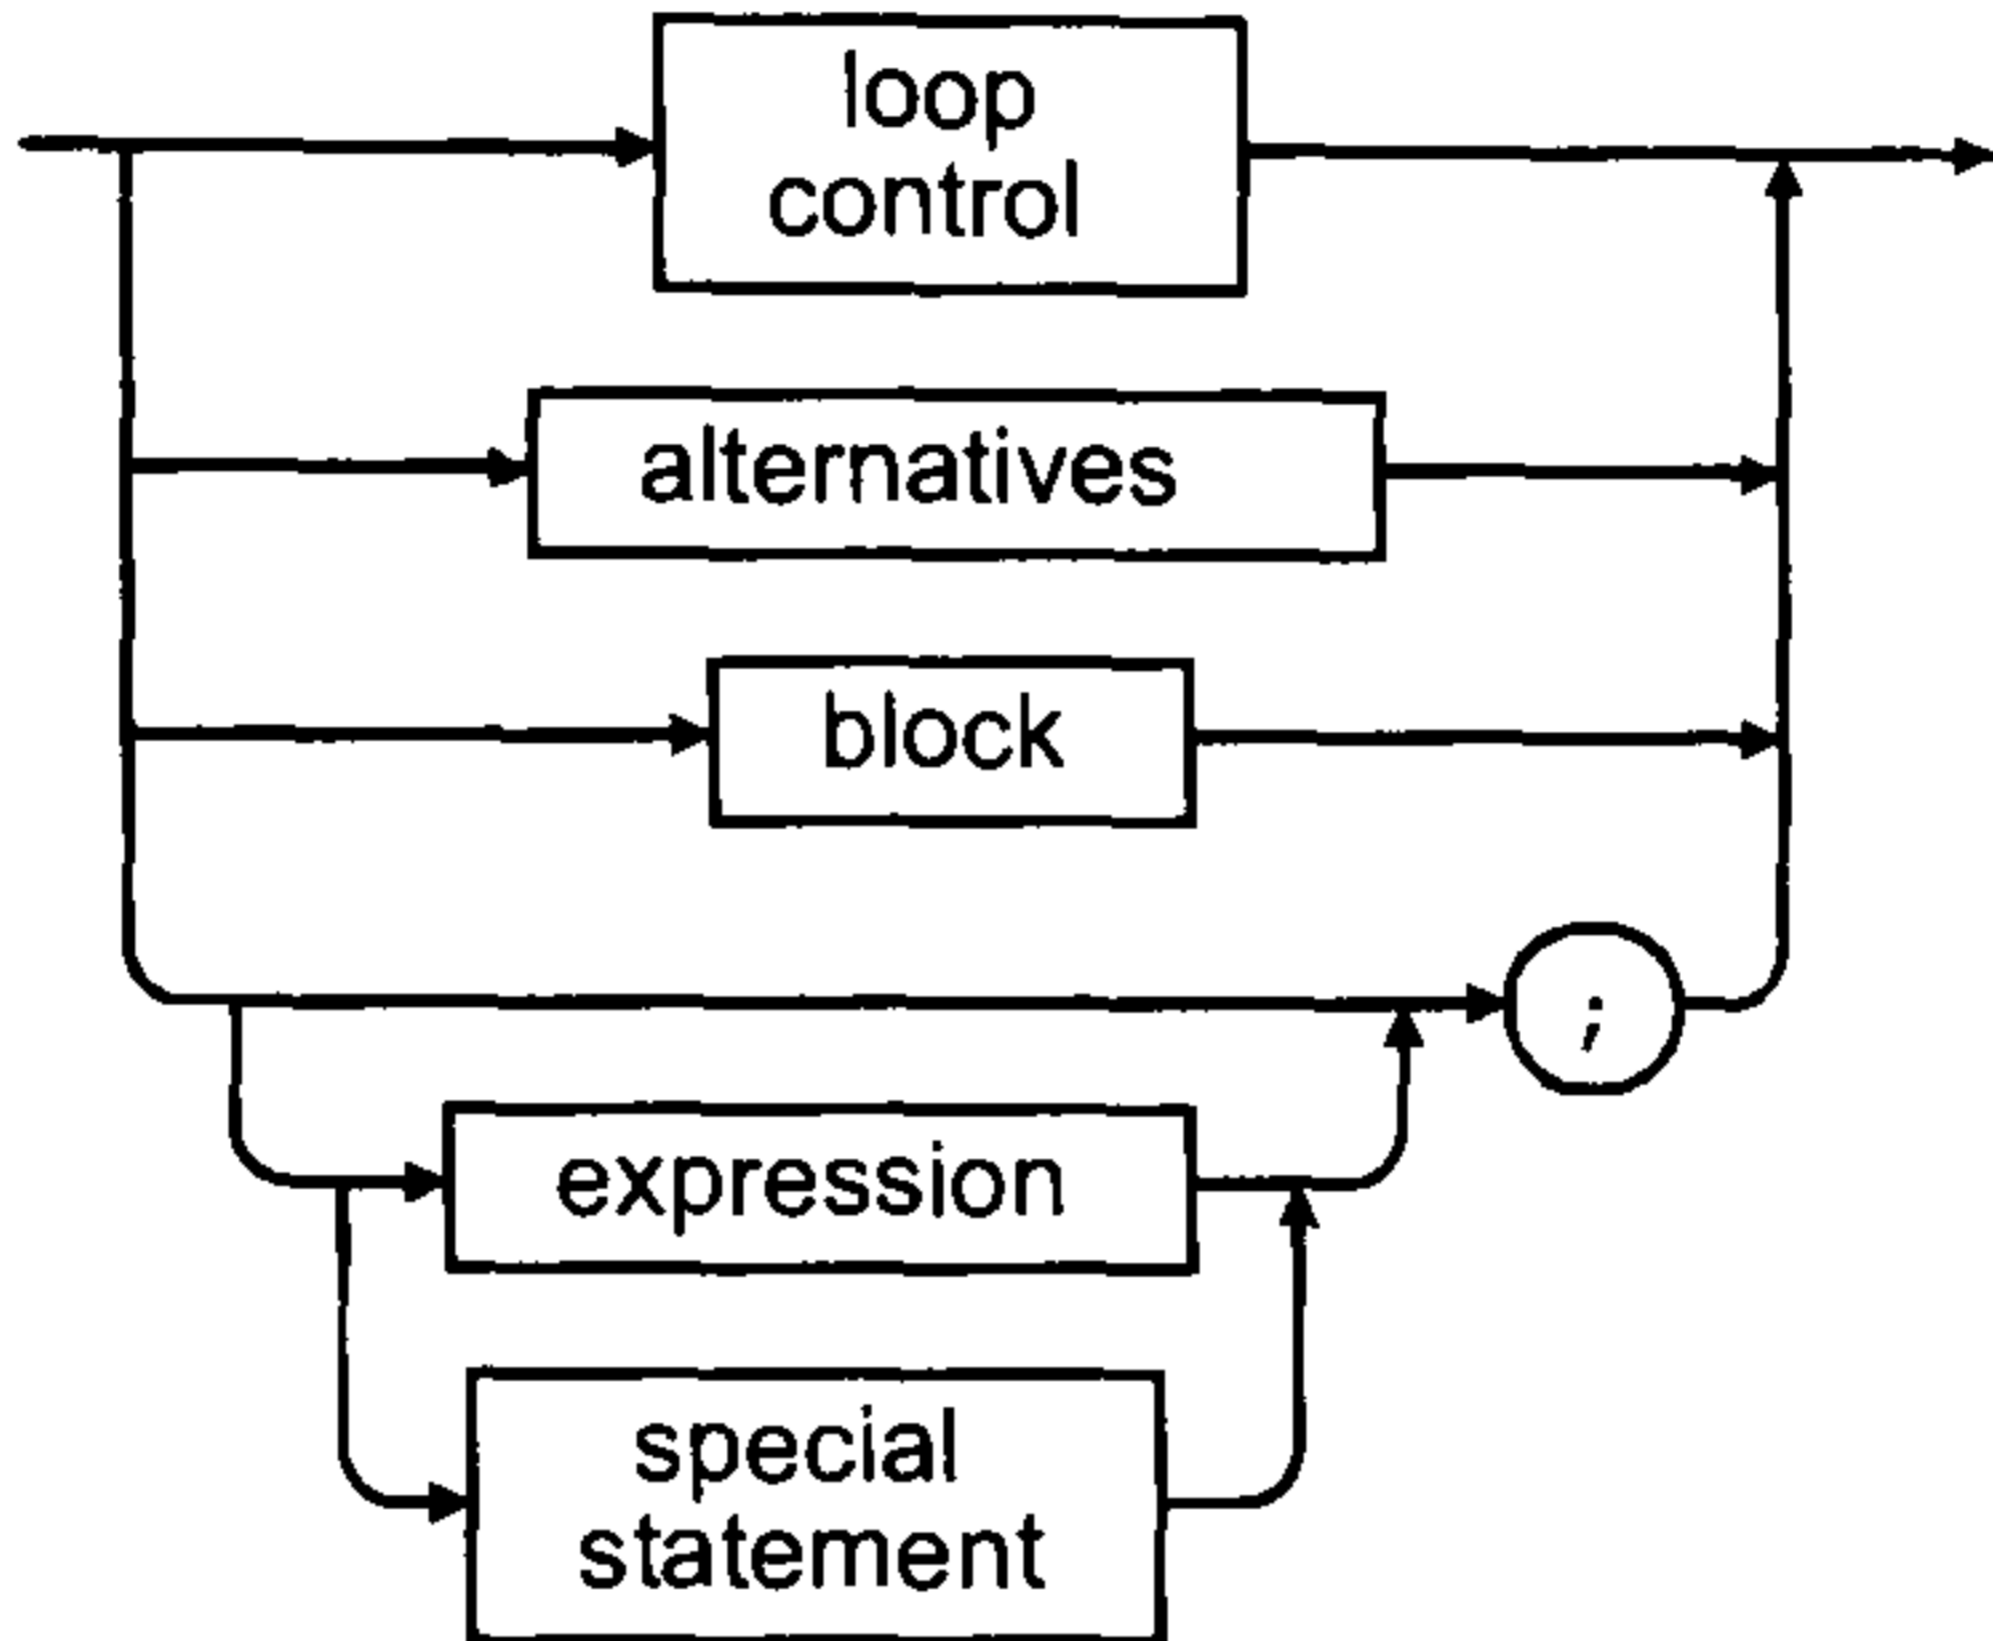 loop
control
alternatives
block
;
expression
special
statement